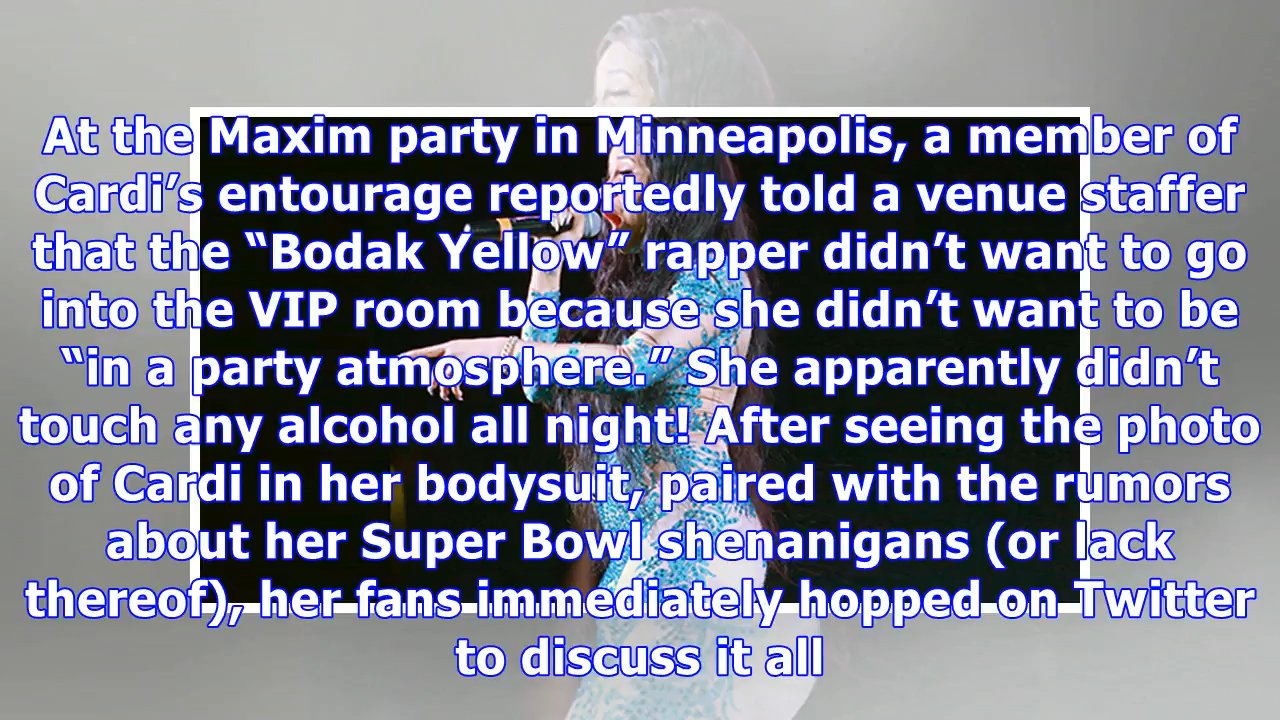 At the Maxim party in Minneapolis, a member of
Cardi’s entourage reportedly told a venue staffer
that the “Bodak Yellow” rapper didn’t want to go
into the VIP room because she didn’t want to be
“in a party atmosphere.” She apparently didn’t
touch any alcohol all night! After seeing the photo
of Cardi in her bodysuit, paired with the rumors
about her Super Bowl shenanigans (or lack
thereof), her fans immediately hopped on Twitter
to discuss it all